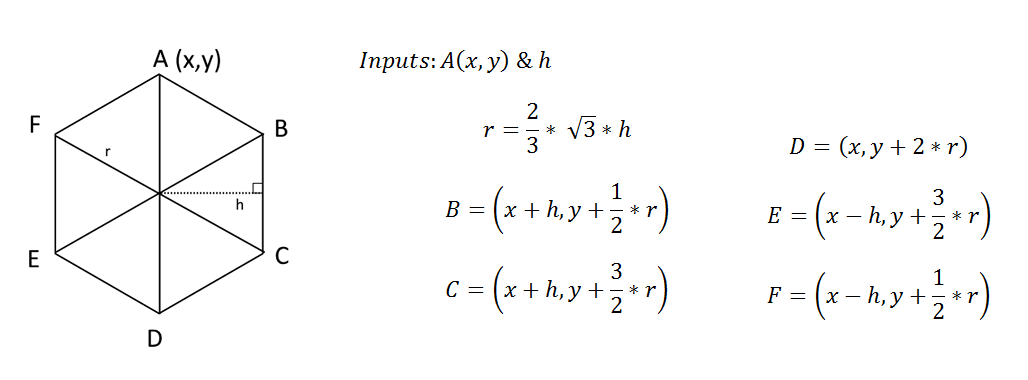 A (x,y)
F
B
r
h
E
C
D
Inputs: A(x, y) & h
r = 2/3 * √3 * h
B = (x + h, y + 1/2 * r)
C = (x + h, y + 3/2 * r)
D = (x, y + 2 * r)
E = (x − h, y + 3/2 * r)
F = (x − h, y + 1/2 * r)